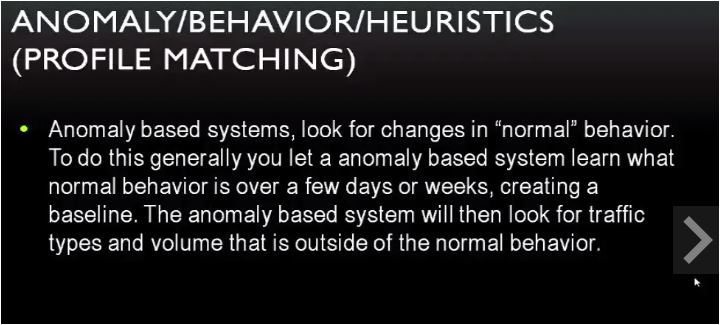 ANOMALY/BEHAVIOR/HEURISTICS
(PROFILE MATCHING)
• Anomaly based systems, look for changes in “normal” behavior.
To do this generally you let a anomaly based system learn what
normal behavior is over a few days or weeks, creating a
baseline. The anomaly based system will then look for traffic
types and volume that is outside of the normal behavior.